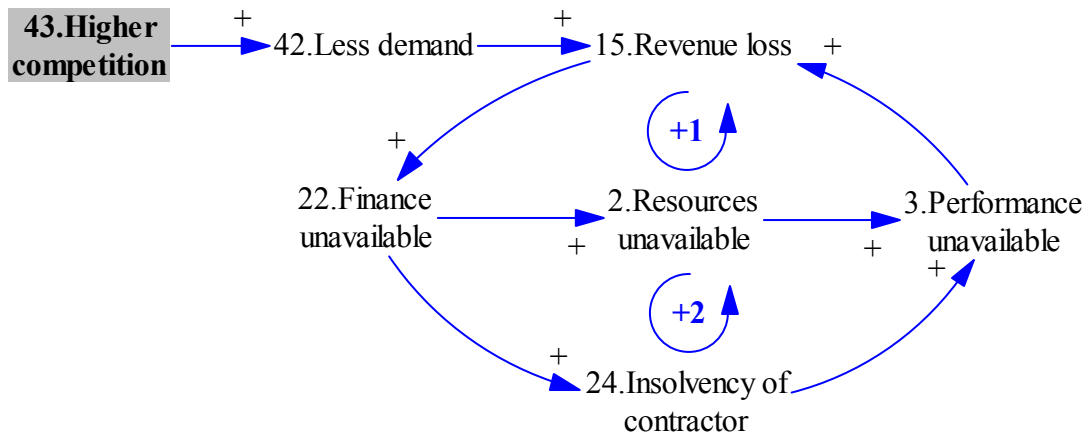 43.Higher
competition
+
42.Less demand
+
15.Revenue loss
+
+1
+
22.Finance
unavailable
+
2.Resources
unavailable
+
3.Performance
unavailable
+
+2
+
24.Insolvency of
contractor